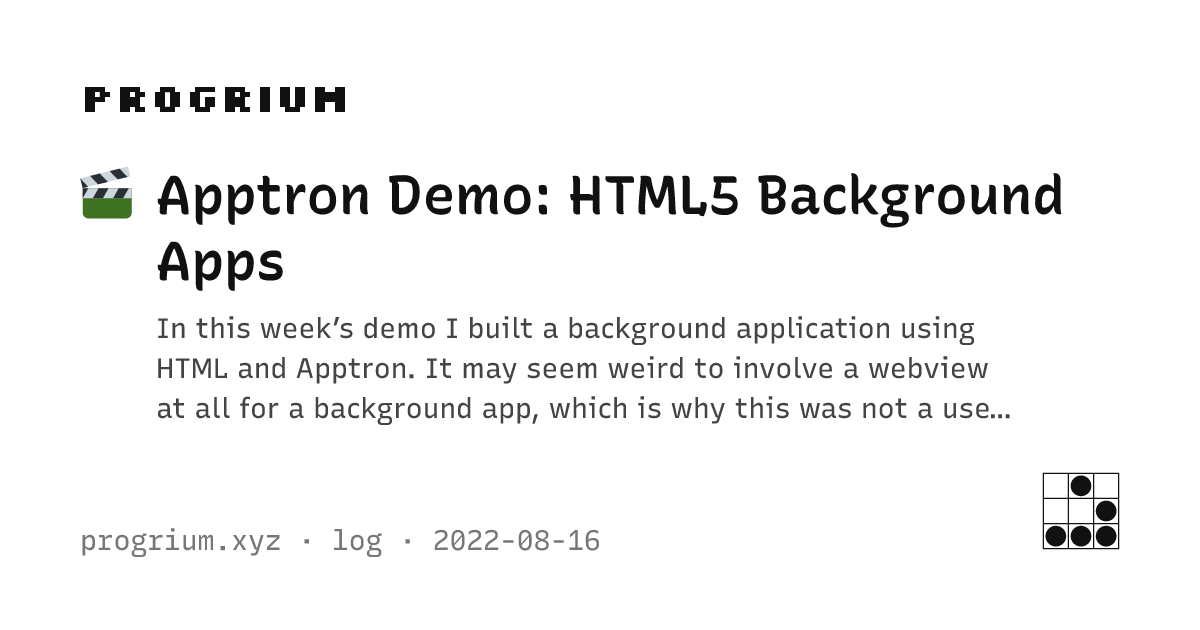 PROGRIUM
Apptron Demo: HTML5 Background
Apps
In this week’s demo I built a background application using
HTML and Apptron. It may seem weird to involve a webview
at all for a background app, which is why this was not a use...
progrium.xyz · log · 2022-08-16